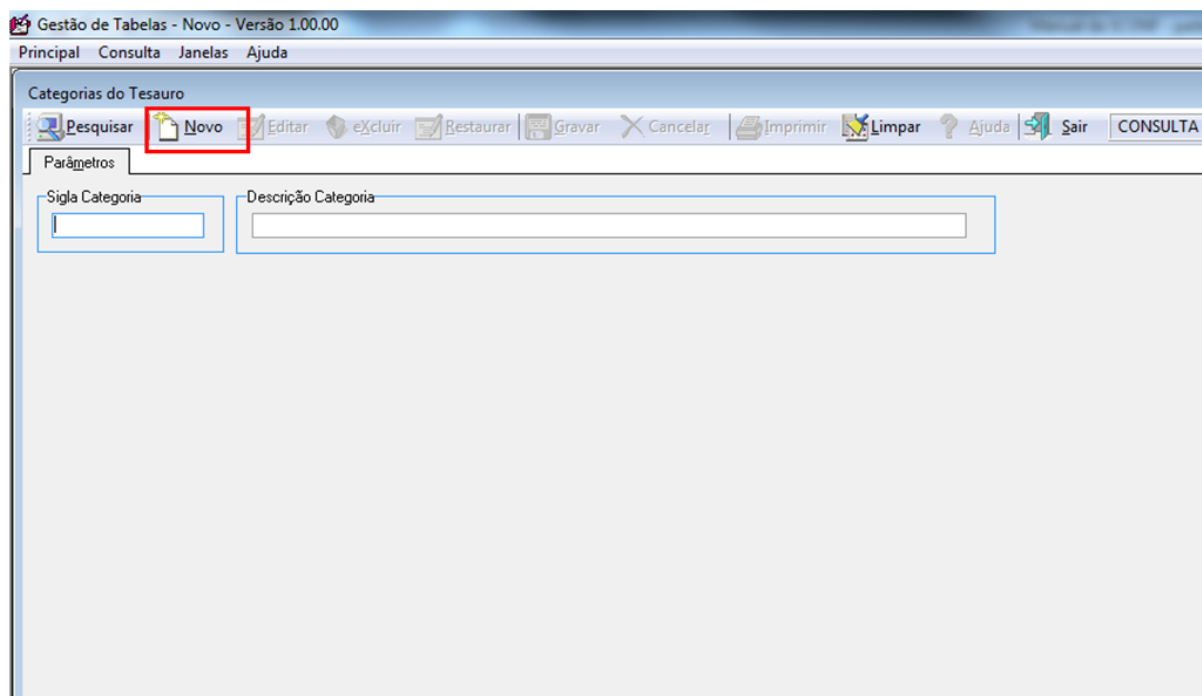 Gestão de Tabelas - Novo - Versão 1.00.00
Principal Consulta Janelas Ajuda
Categorias do Tesauro
Pesquisar Novo Editar eXcluir Restaurar Gravar Cancelar Imprimir Limpar Ajuda Sair CONSULTA
Parâmetros
Sigla Categoria Descrição Categoria